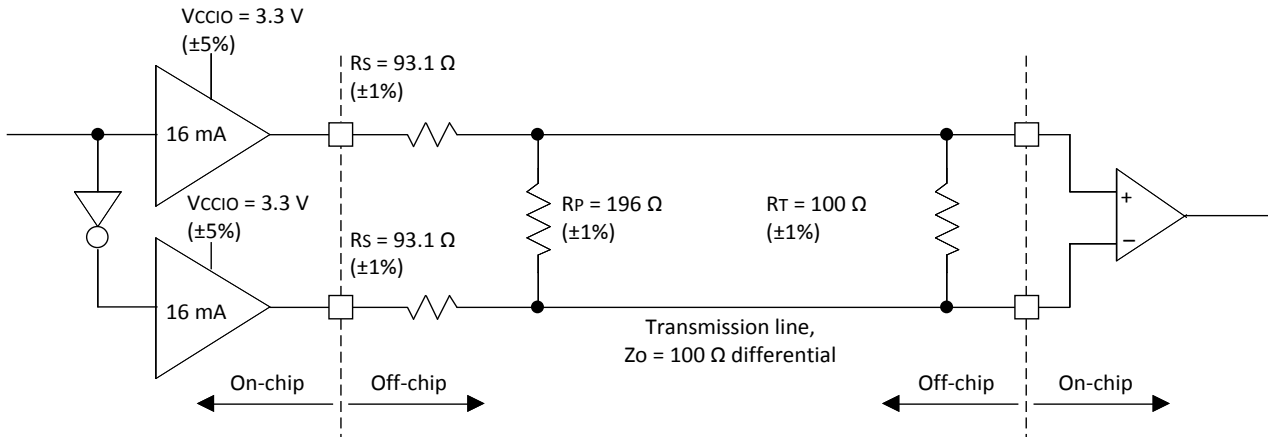 VCCIO = 3.3 V
(±5%)
RS = 93.1 Ω
(±1%)
16 mA
+
RP = 196 Ω
(±1%)
RT = 100 Ω
(±1%)
VCCIO = 3.3 V
(±5%)
RS = 93.1 Ω
(±1%)
−
16 mA
Transmission line,
Zo = 100 Ω differential
On-chip
Off-chip
Off-chip
On-chip